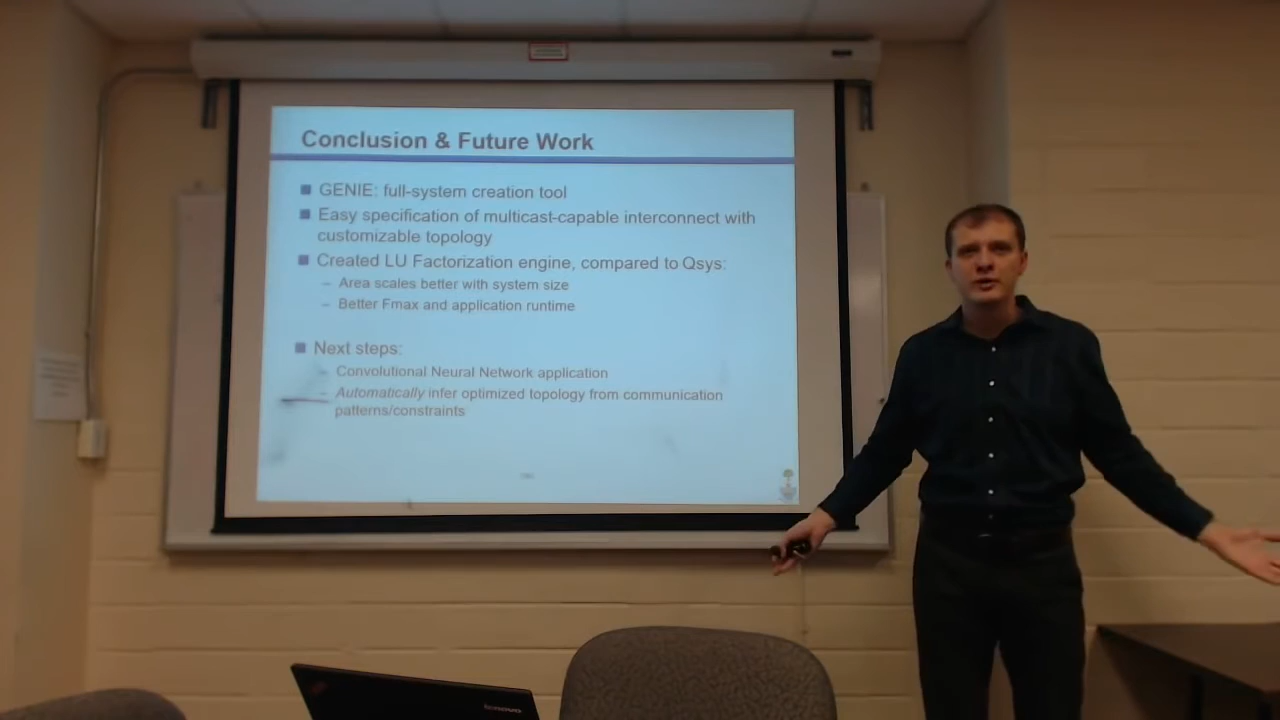 Conclusion & Future Work
GENIE: full-system creation tool
Easy specification of multicast-capable interconnect with
customizable topology
Created LU Factorization engine, compared to Qsys:
– Area scales better with system size
– Better Fmax and application runtime
Next steps:
– Convolutional Neural Network application
– Automatically infer optimized topology from communication
patterns/constraints
lenovo